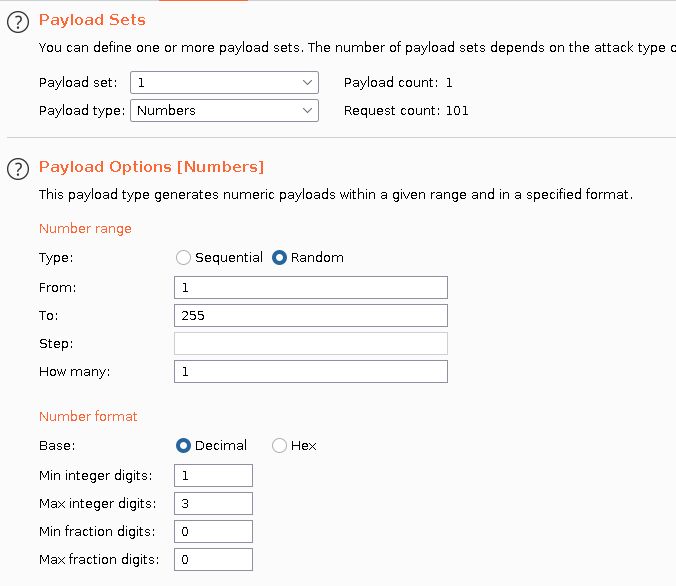 ? Payload Sets
You can define one or more payload sets. The number of payload sets depends on the attack type
Payload set: 1 Payload count: 1
Payload type: Numbers Request count: 101
? Payload Options [Numbers]
This payload type generates numeric payloads within a given range and in a specified format.
Number range
Type: Sequential Random
From: 1
To: 255
Step:
How many: 1
Number format
Base: Decimal Hex
Min integer digits: 1
Max integer digits: 3
Min fraction digits: 0
Max fraction digits: 0